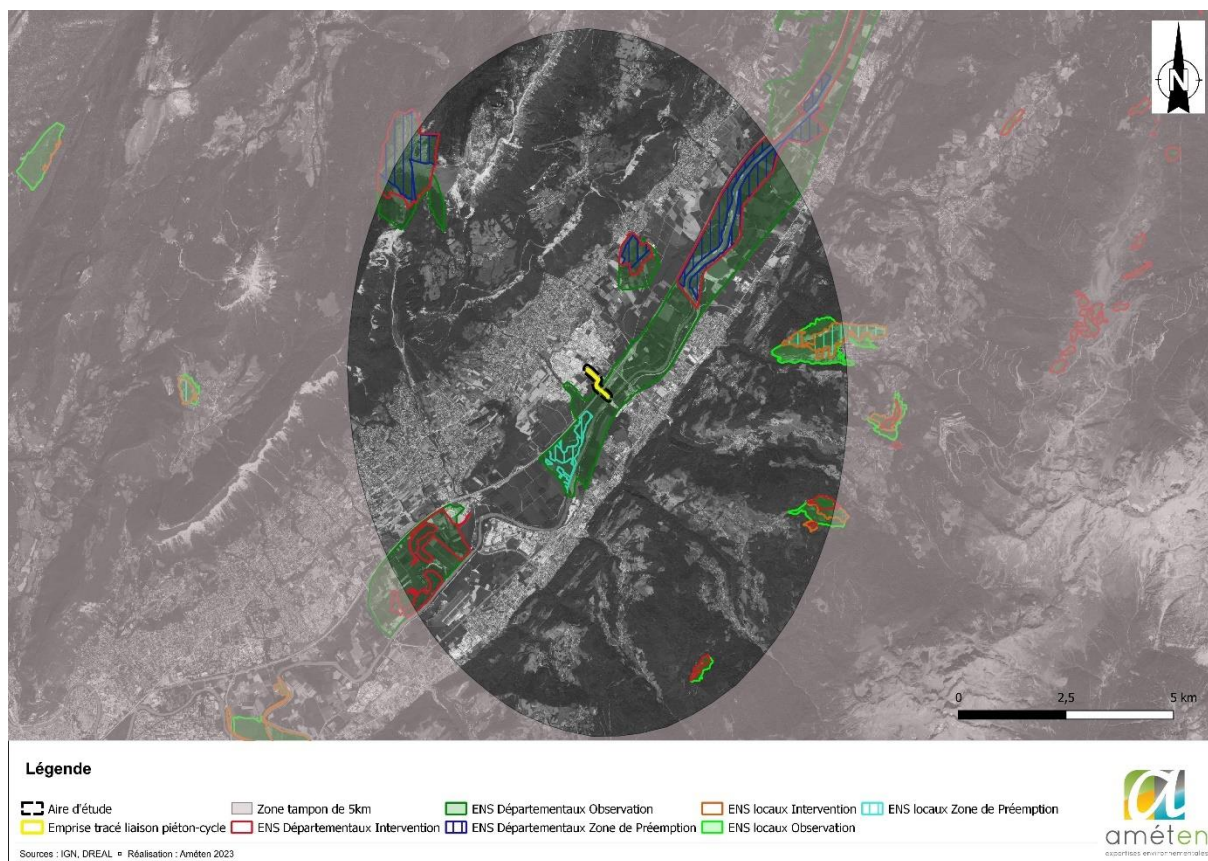 N
0 2,5 5 km
Légende
Aire d'étude
Zone tampon de 5km
ENS Départementaux Observation
ENS locaux Intervention
ENS locaux Zone de Préemption
Emprise tracé liaison piéton-cycle
ENS Départementaux Intervention
ENS Départementaux Zone de Préemption
ENS locaux Observation
a
améten
expertises environnementales
Sources : IGN, DREAL ▫ Réalisation : Améten 2023